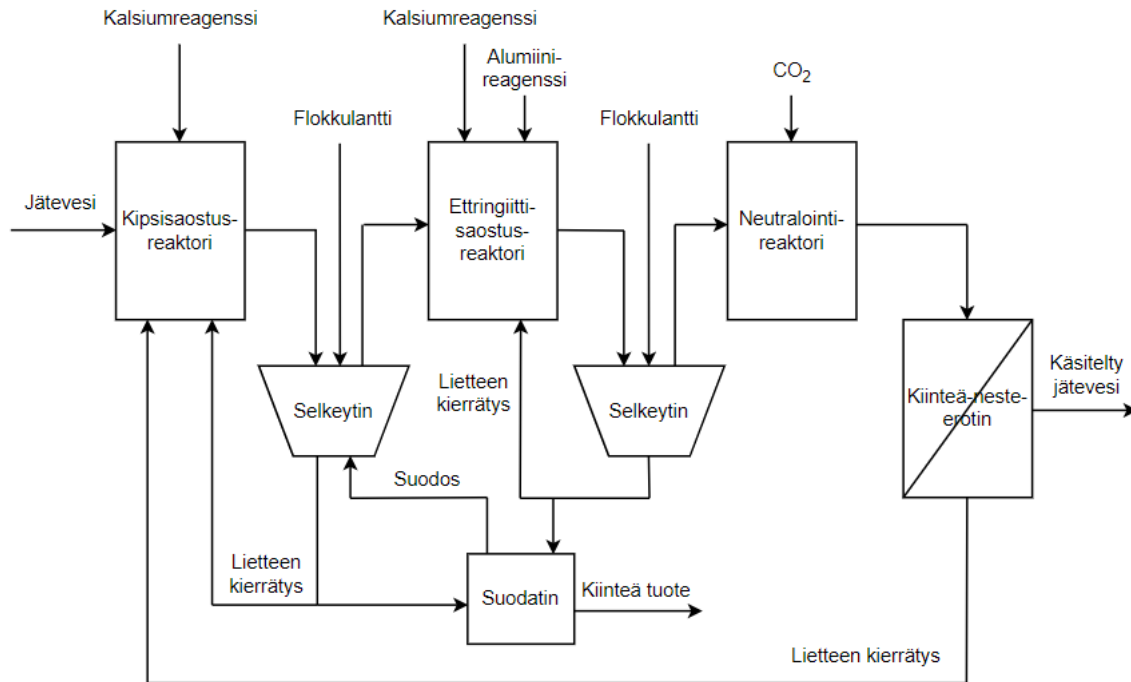 Kalsiumreagenssi
Kalsiumreagenssi
Alumiini-
reagenssi
CO2
Flokkulantti
Flokkulantti
Jätevesi
Kipsisaostus-
reaktori
Ettringiitti-
saostus-
reaktori
Neutralointi-
reaktori
Selkeytin
Lietteen
kierrätys
Selkeytin
Kiinteä-neste-
erotin
Käsitelty
jätevesi
Suodos
Lietteen
kierrätys
Suodatin
Kiinteä tuote
Lietteen kierrätys